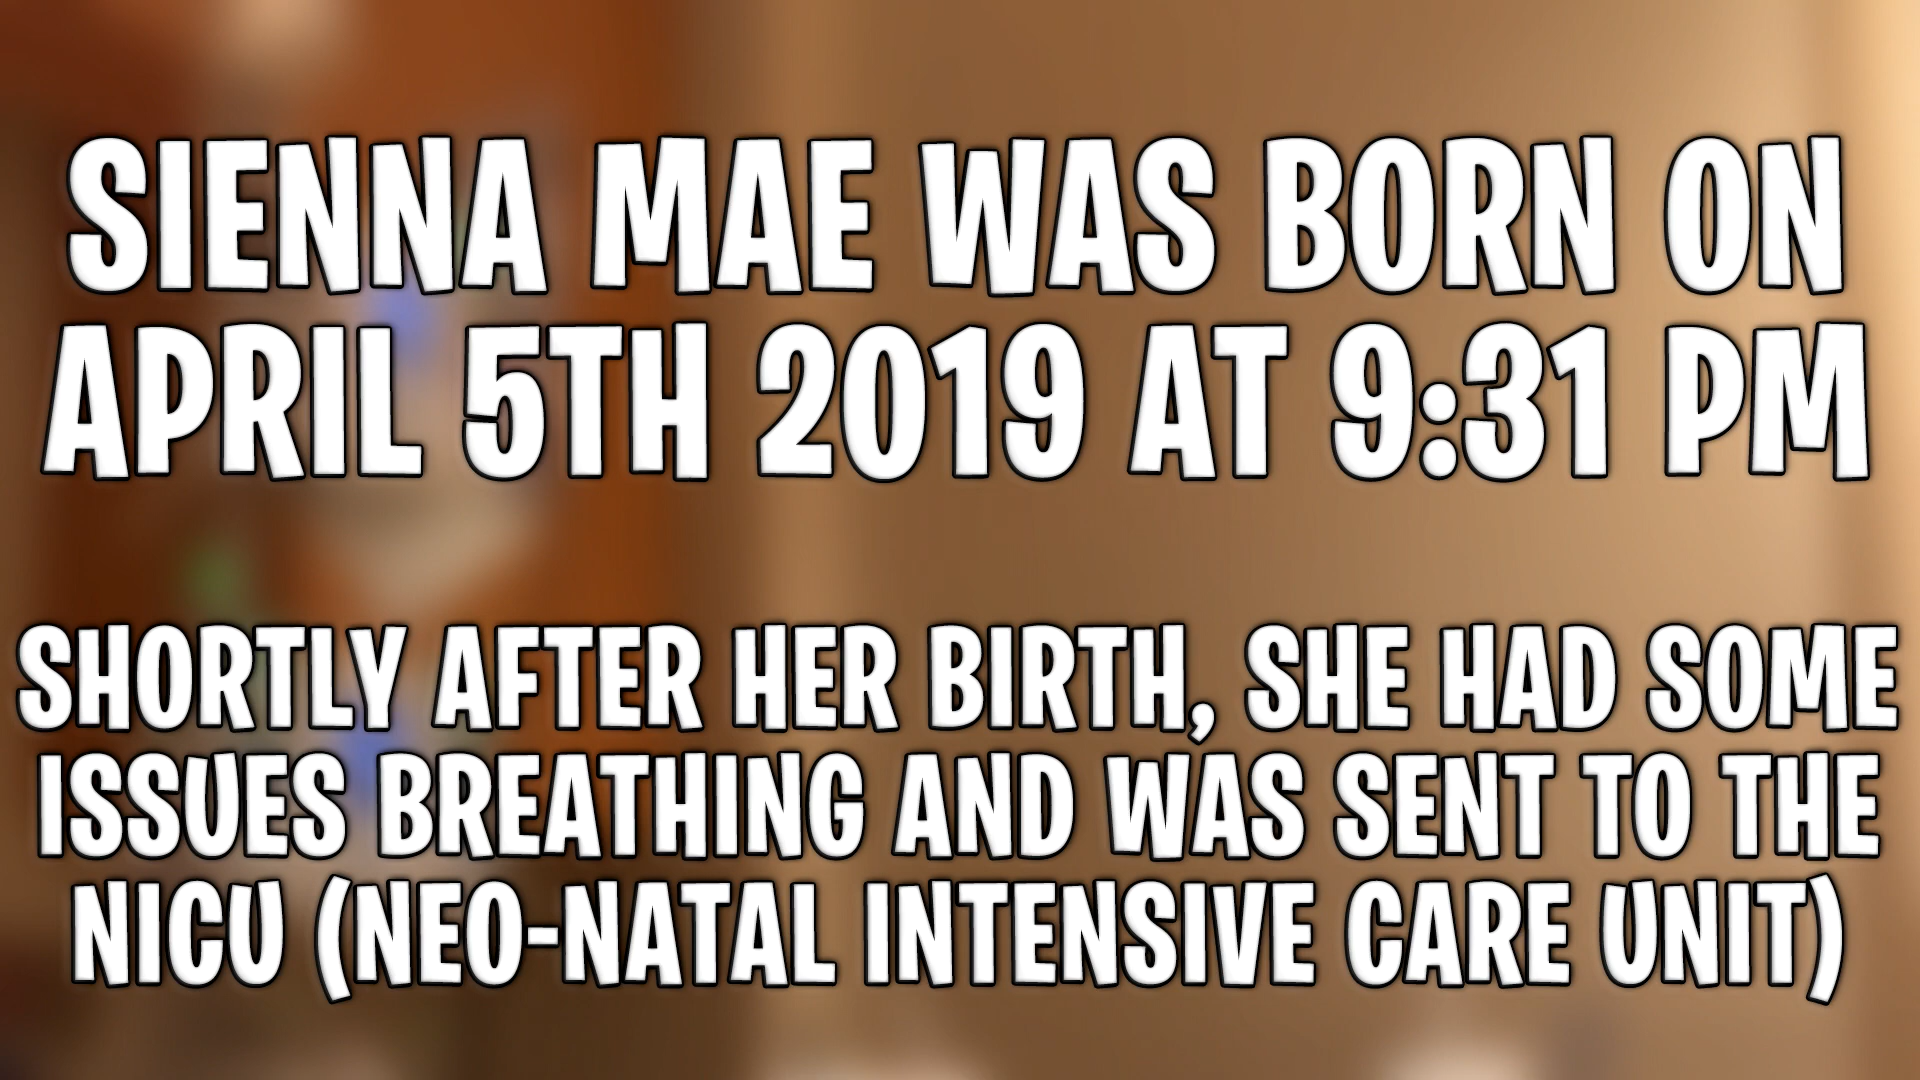 SIENNA MAE WAS BORN ON
APRIL 5TH 2019 AT 9:31 PM
SHORTLY AFTER HER BIRTH, SHE HAD SOME
ISSUES BREATHING AND WAS SENT TO THE
NICU (NEO-NATAL INTENSIVE CARE UNIT)